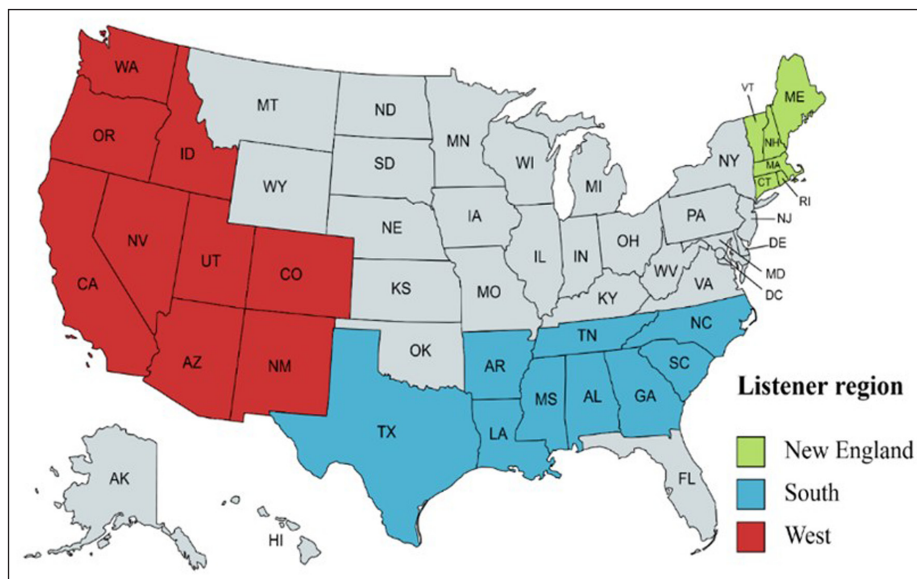 WA
MT
ND
MN
VT
ME
OR
ID
SD
WI
MI
NY
NH
MA
CT
RI
WY
NE
IA
PA
NJ
NV
UT
CO
IL
IN
OH
DE
CA
KS
MO
WV
VA
MD
KY
DC
AZ
NM
OK
AR
TN
NC
SC
MS
AL
GA
TX
LA
FL
AK
HI
Listener region
New England
South
West